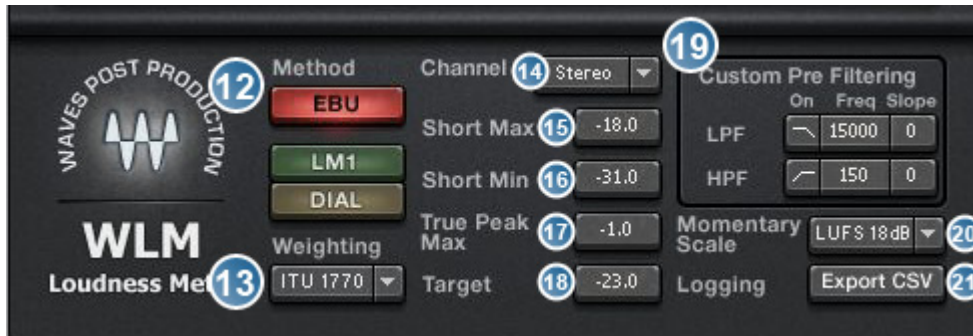 WAVES POST PRODUCTION
WLM
Loudness Me
12
Method
EBU
LM1
DIAL
13
Weighting
ITU 1770
Channel 14 Stereo
Short Max 15 -18.0
Short Min 16 -31.0
True Peak
Max 17 -1.0
Target 18 -23.0
19
Custom Pre Filtering
On Freq Slope
LPF 15000 0
HPF 150 0
Momentary
Scale LUFS 18dB 20
Logging Export CSV 21